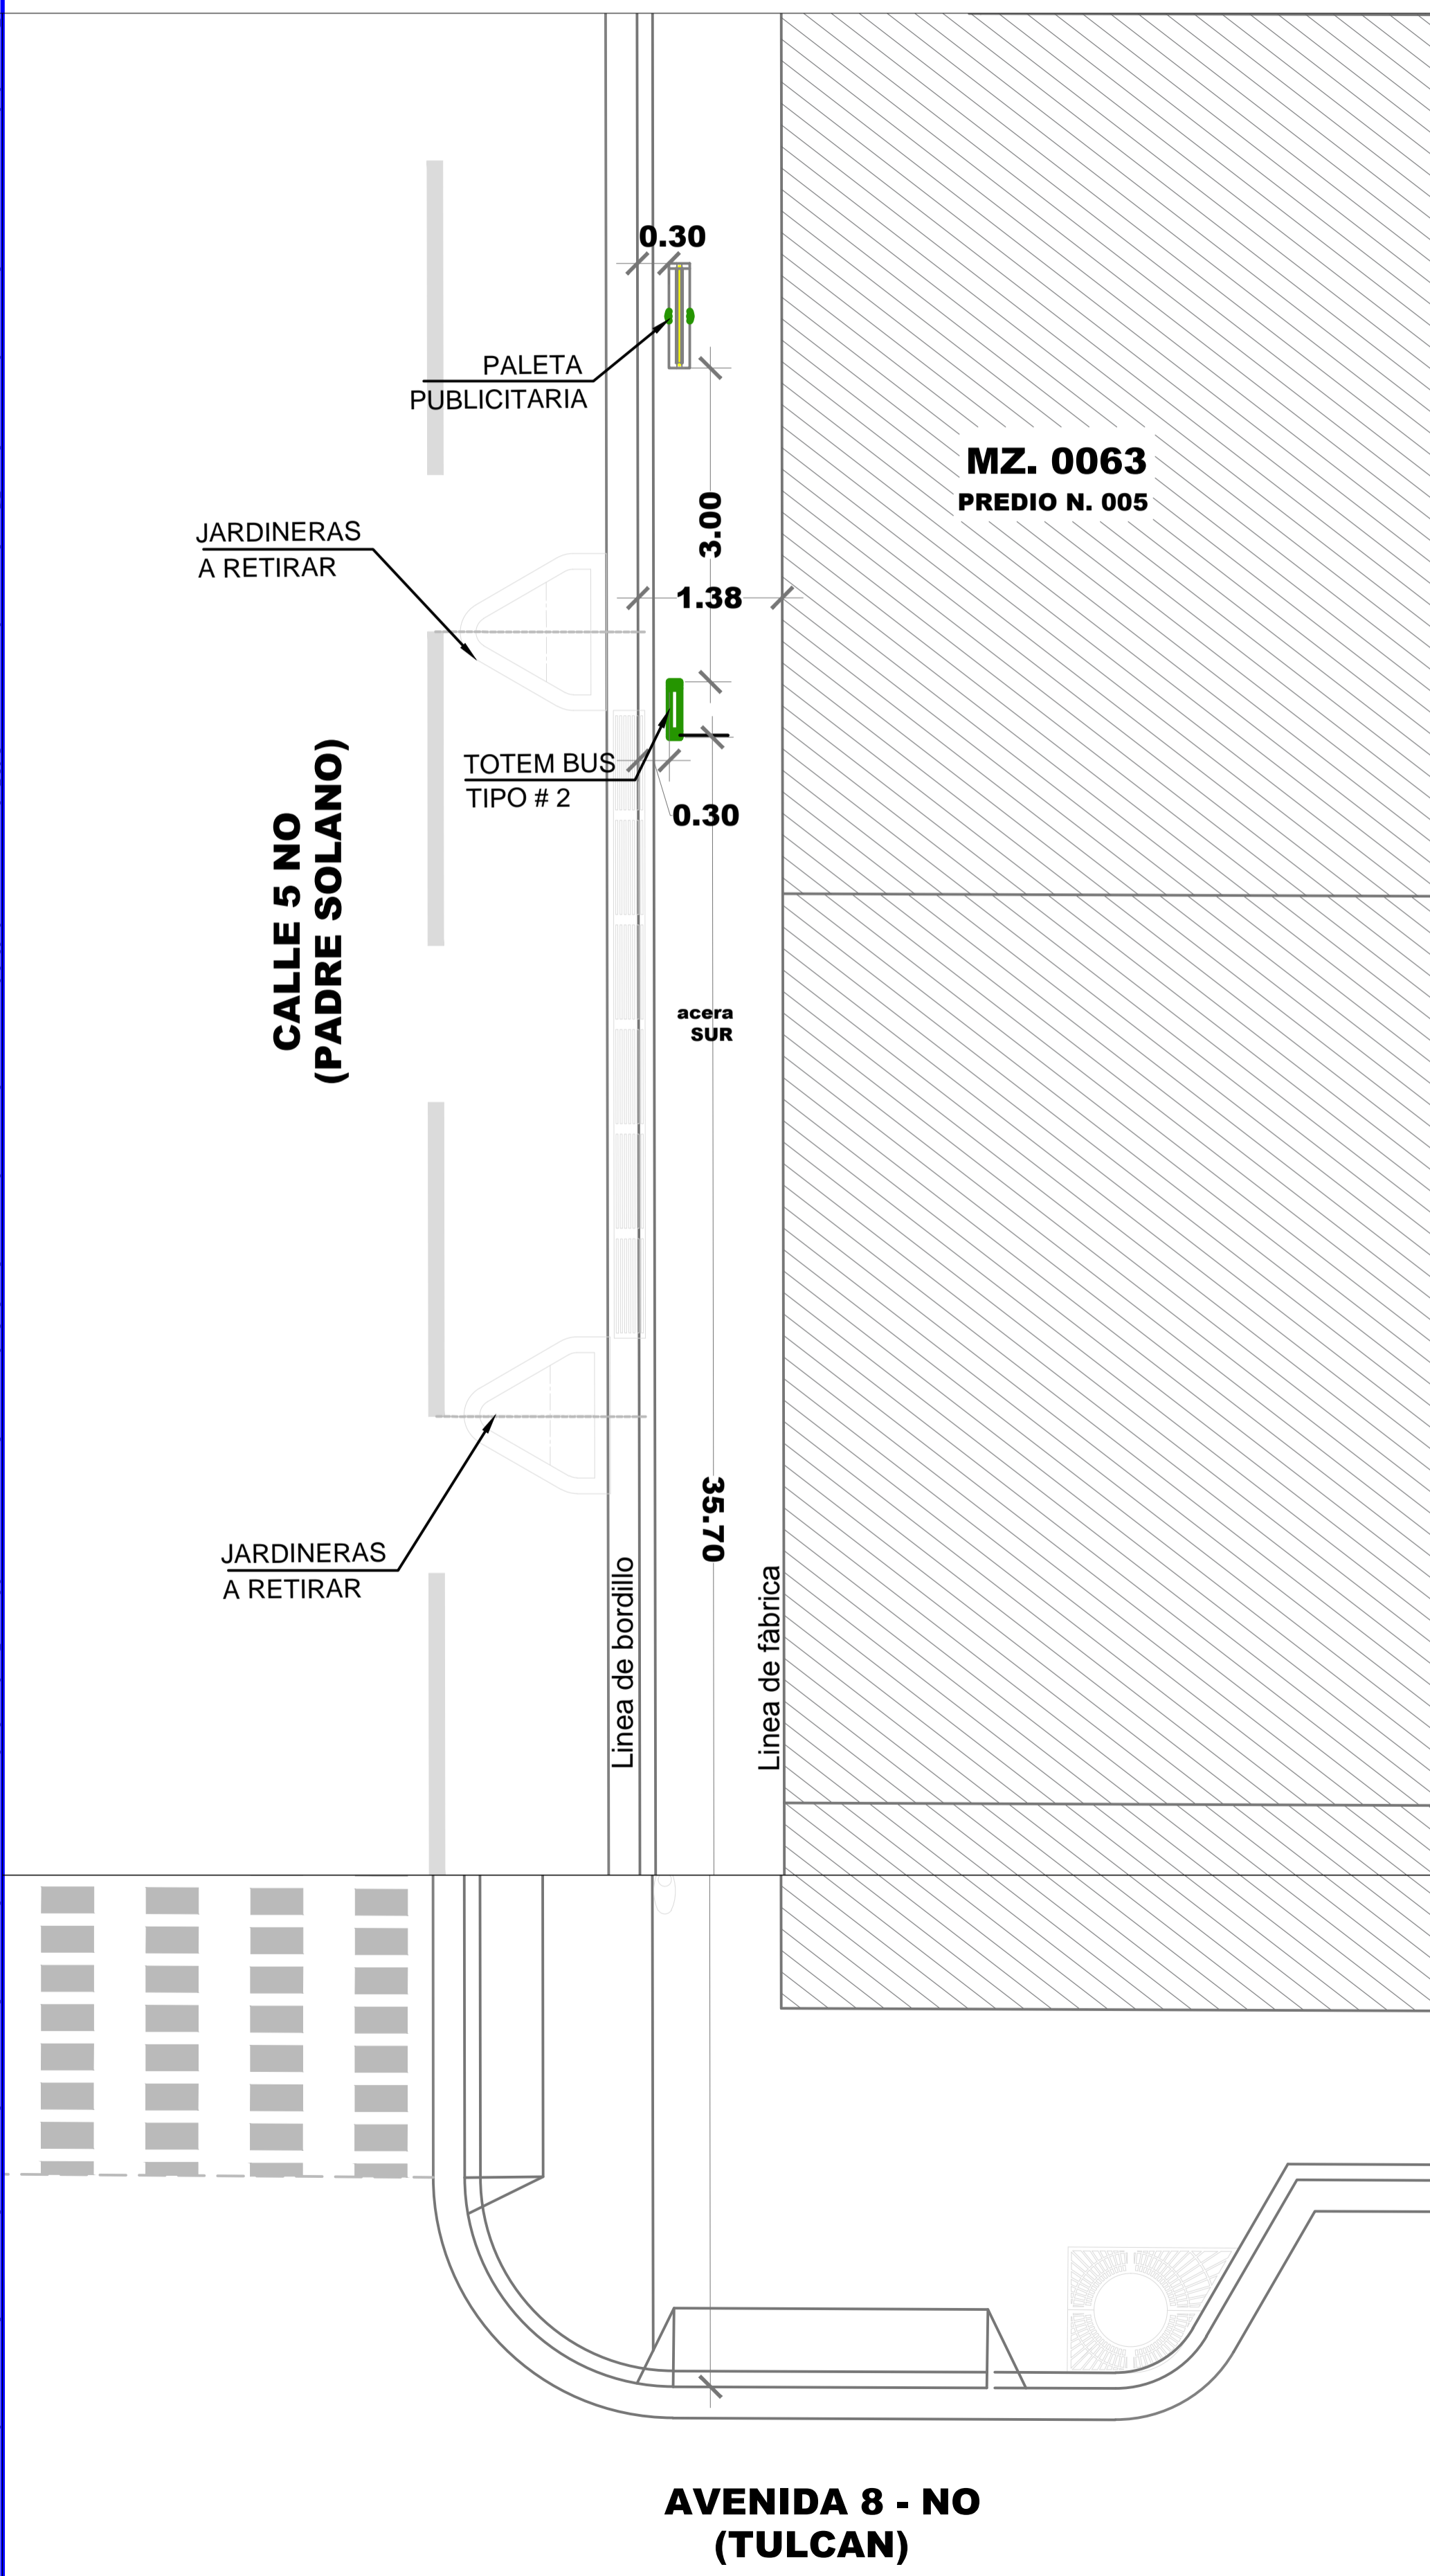 0.30
PALETA
PUBLICITARIA
MZ. 0063
PREDIO N. 005
3.00
JARDINERAS
A RETIRAR
1.38
TOTEM BUS
TIPO # 2
0.30
CALLE 5 NO
(PADRE SOLANO)
acera
SUR
35.70
JARDINERAS
A RETIRAR
Linea de bordillo
Linea de fàbrica
AVENIDA 8 - NO
(TULCAN)